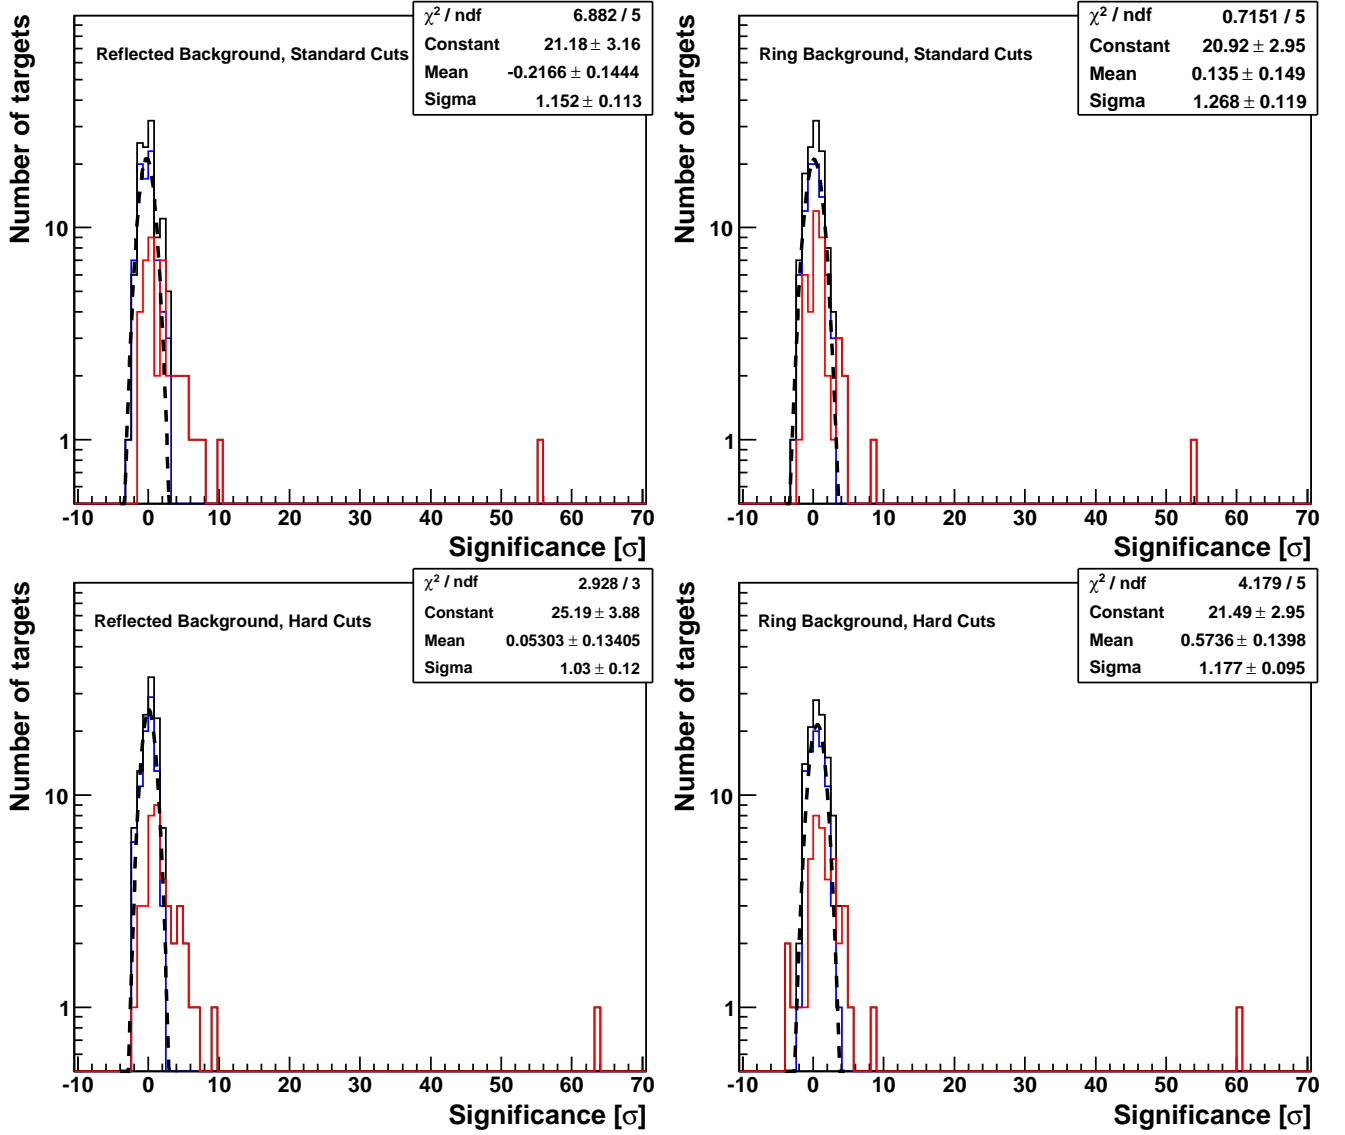 χ² / ndf 6.882 / 5
Constant 21.18 ± 3.16
Mean -0.2166 ± 0.1444
Sigma 1.152 ± 0.113
Reflected Background, Standard Cuts
Number of targets
10
1
-10 0 10 20 30 40 50 60 70
Significance [σ]
χ² / ndf 0.7151 / 5
Constant 20.92 ± 2.95
Mean 0.135 ± 0.149
Sigma 1.268 ± 0.119
Ring Background, Standard Cuts
Number of targets
10
1
-10 0 10 20 30 40 50 60 70
Significance [σ]
χ² / ndf 2.928 / 3
Constant 25.19 ± 3.88
Mean 0.05303 ± 0.13405
Sigma 1.03 ± 0.12
Reflected Background, Hard Cuts
Number of targets
10
1
-10 0 10 20 30 40 50 60 70
Significance [σ]
χ² / ndf 4.179 / 5
Constant 21.49 ± 2.95
Mean 0.5736 ± 0.1398
Sigma 1.177 ± 0.095
Ring Background, Hard Cuts
Number of targets
10
1
-10 0 10 20 30 40 50 60 70
Significance [σ]